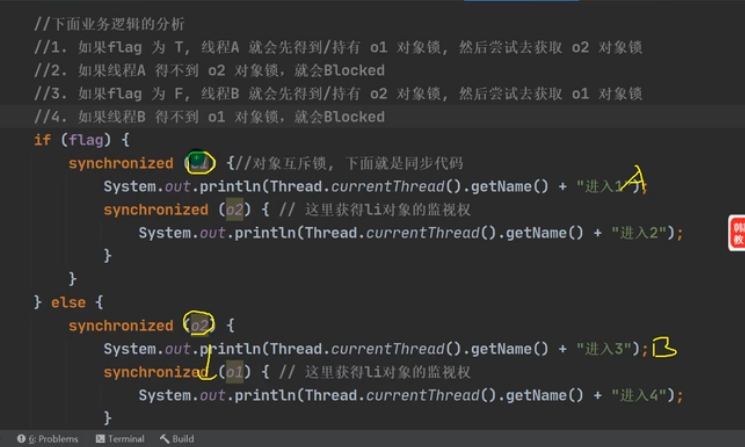 //下面业务逻辑的分析
//1. 如果flag 为 T, 线程A 就会先得到/持有 o1 对象锁, 然后尝试去获取 o2 对象锁
//2. 如果线程A 得不到 o2 对象锁, 就会Blocked
//3. 如果flag 为 F, 线程B 就会先得到/持有 o2 对象锁, 然后尝试去获取 o1 对象锁
//4. 如果线程B 得不到 o1 对象锁, 就会Blocked
if (flag) {
synchronized (o1) {//对象互斥锁, 下面就是同步代码
System.out.println(Thread.currentThread().getName() + "进入1"); A
synchronized (o2) { // 这里获得li对象的监视权
System.out.println(Thread.currentThread().getName() + "进入2");
}
}
} else {
synchronized (o2) {
System.out.println(Thread.currentThread().getName() + "进入3"); B
synchronized (o1) { // 这里获得li对象的监视权
System.out.println(Thread.currentThread().getName() + "进入4");
}
6: Problems Terminal Build